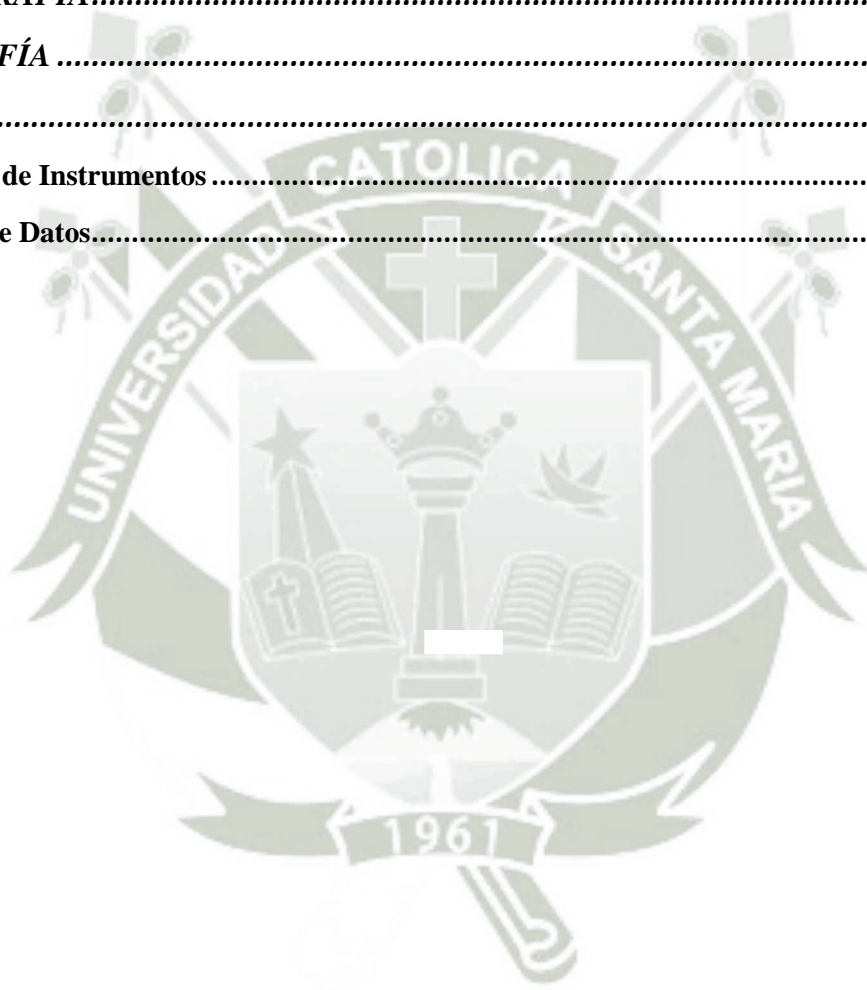 FÍA ........................................................................................................
........................................................................................................
de Instrumentos ........................................................................................
e Datos........................................................................................................
CATOLICA
UNIVERSIDAD
SANTA MARIA
1961